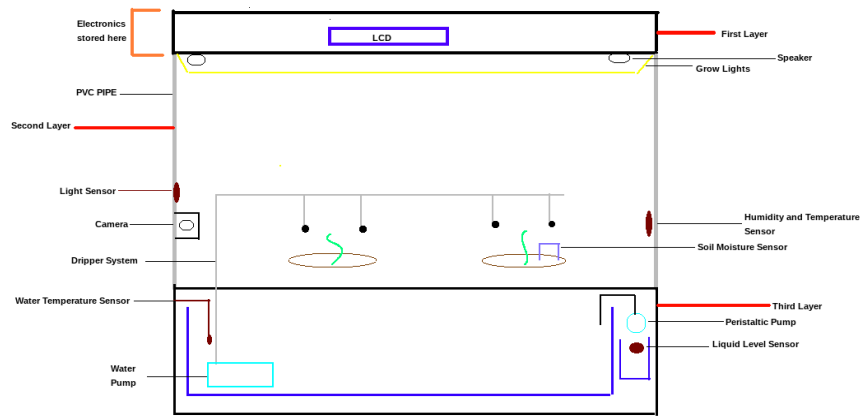 Electronics
stored here
LCD
First Layer
Speaker
Grow Lights
PVC PIPE
Second Layer
Light Sensor
Camera
Humidity and Temperature
Sensor
Soil Moisture Sensor
Dripper System
Water Temperature Sensor
Third Layer
Peristaltic Pump
Liquid Level Sensor
Water
Pump